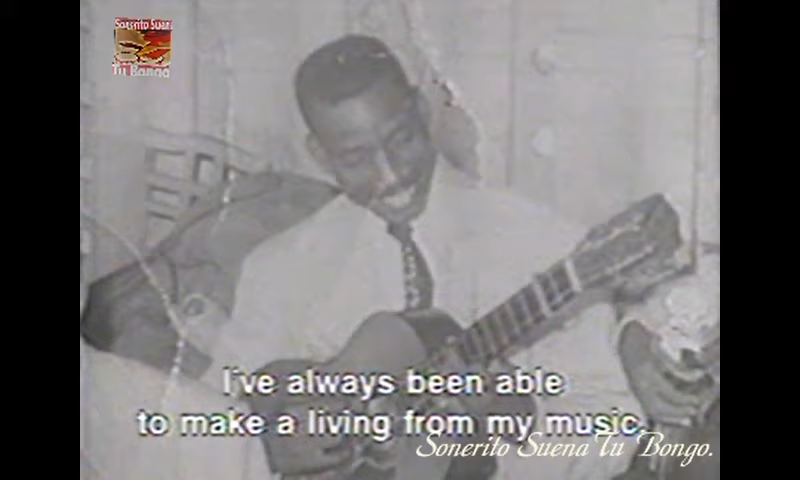 Sonerito Suena
Tu Bongo
I've always been able
to make a living from my music.
Sonerito Suena Tu Bongo.